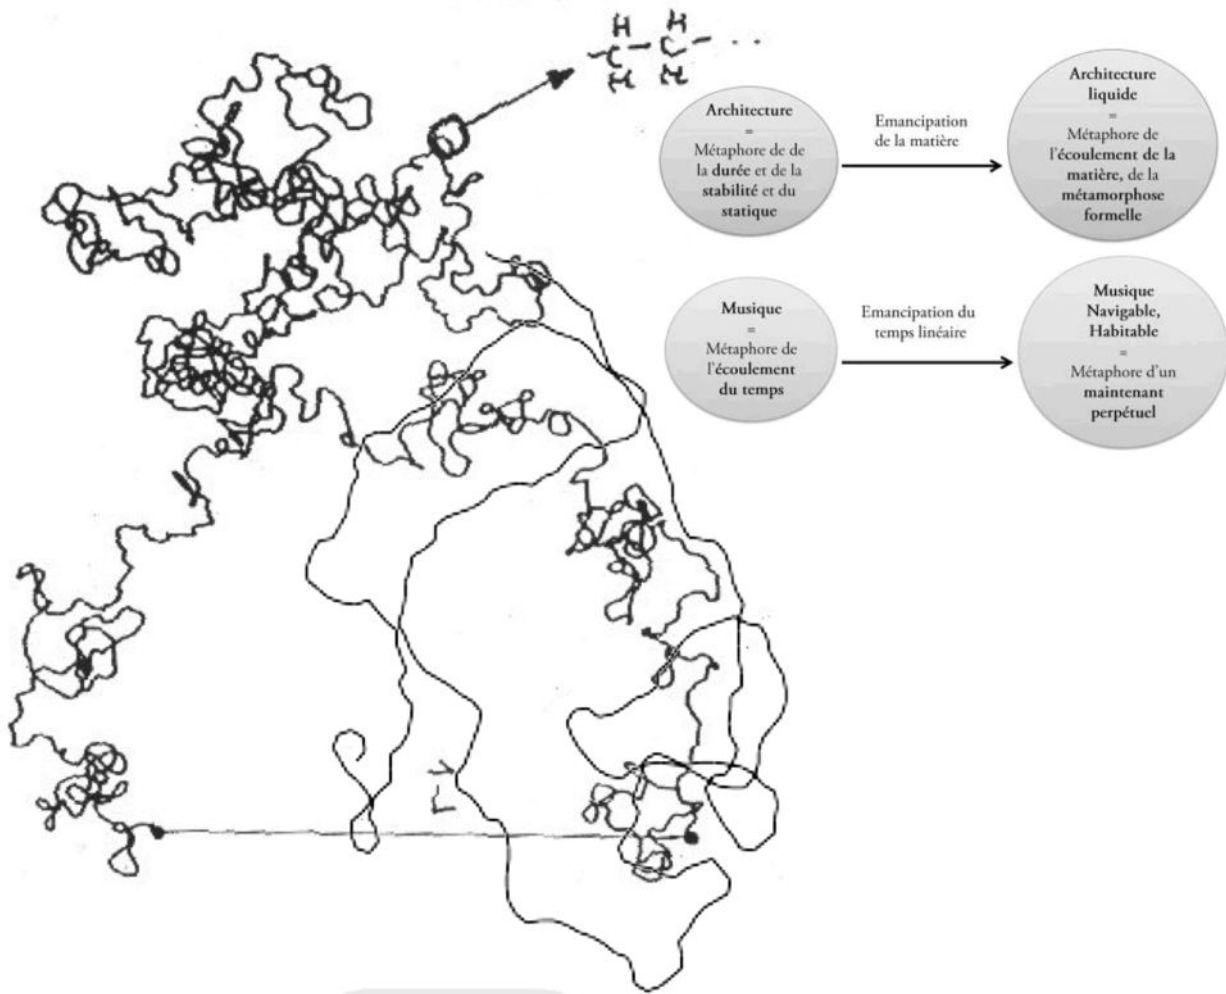 H H
-C-C-...
H H
Architecture
=
Métaphore de de
la durée et de la
stabilité et du
statique
Emancipation
de la matière
Architecture
liquide
=
Métaphore de
l'écoulement de la
matière, de la
métamorphose
formelle
Musique
=
Métaphore de
l'écoulement
du temps
Emancipation du
temps linéaire
Musique
Navigable,
Habitable
=
Métaphore d'un
maintenant
perpétuel